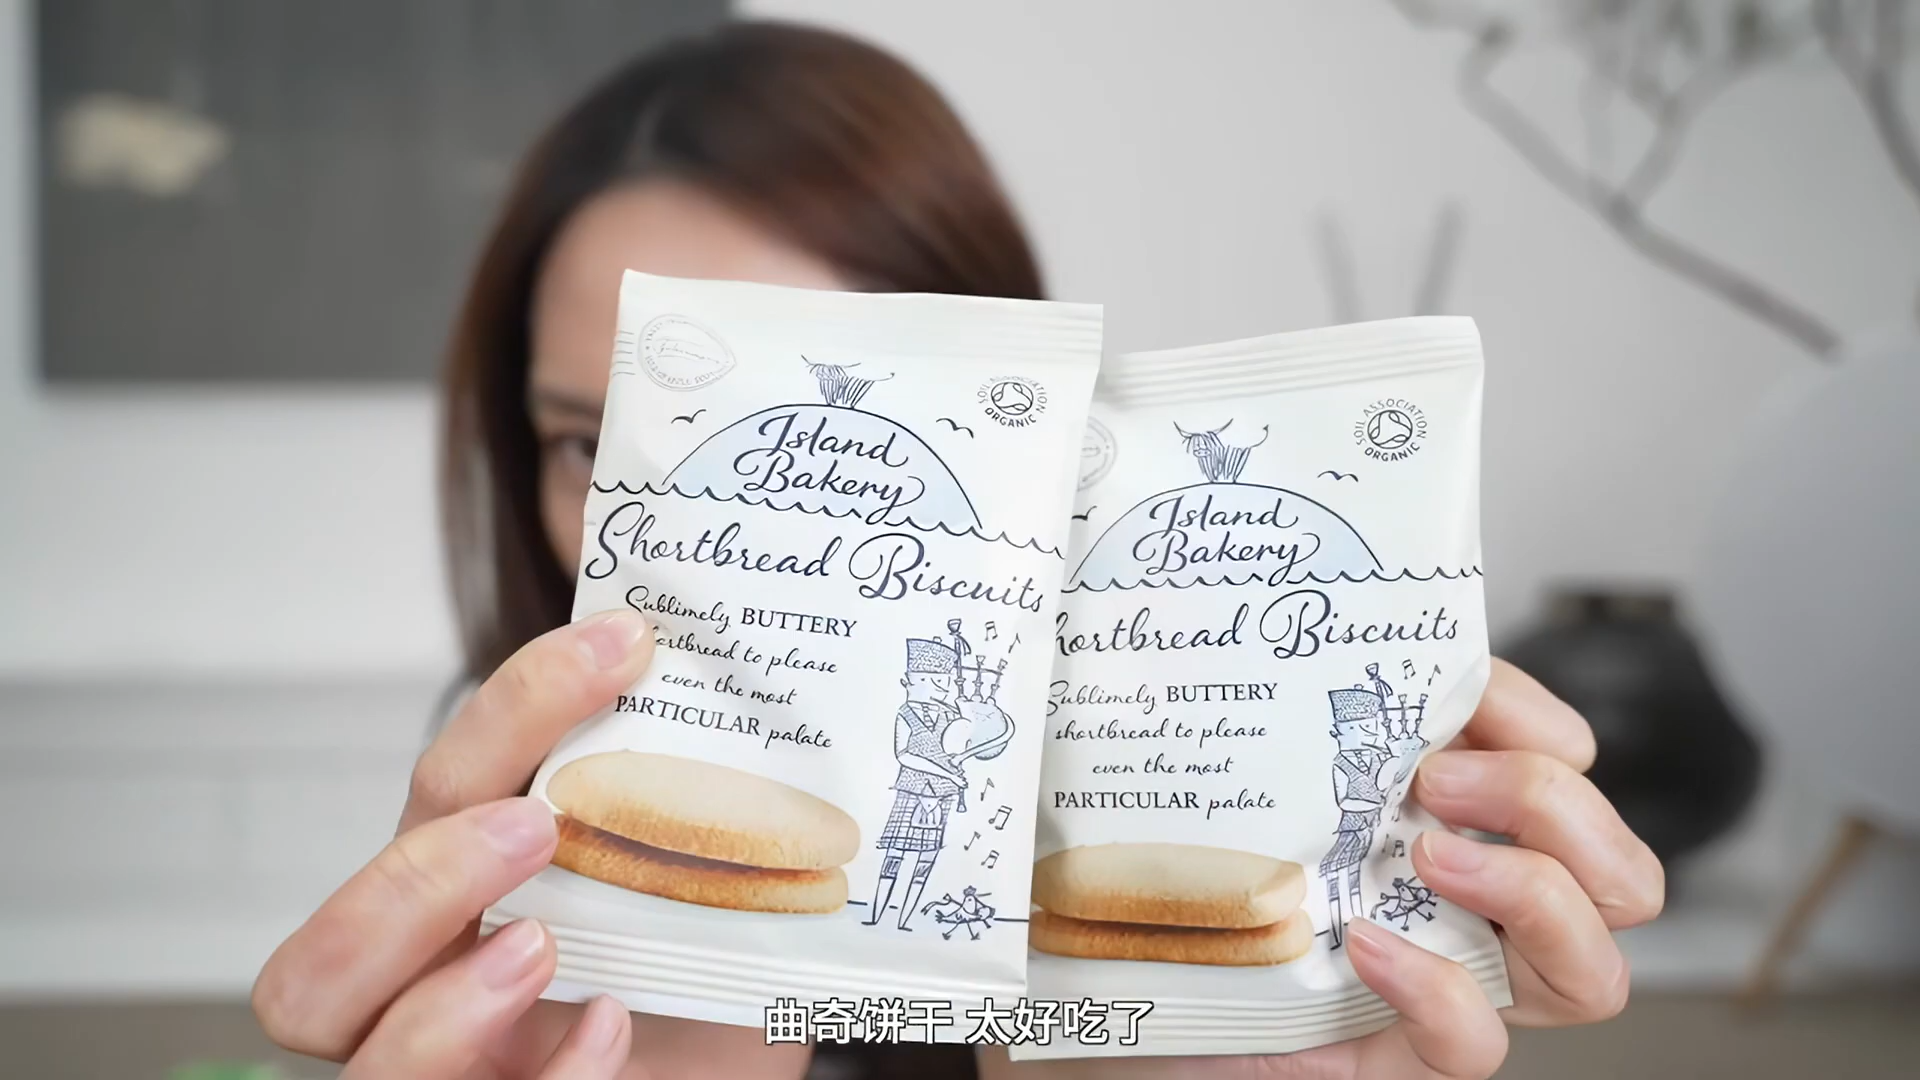 SOIL ASSOCIATION
ORGANIC
Island
Bakery
Shortbread Biscuits
Sublimely BUTTERY
shortbread to please
even the most
PARTICULAR palate
SOIL ASSOCIATION
ORGANIC
Island
Bakery
hortbread Biscuits
Sublimely BUTTERY
shortbread to please
even the most
PARTICULAR palate
曲奇饼干 太好吃了